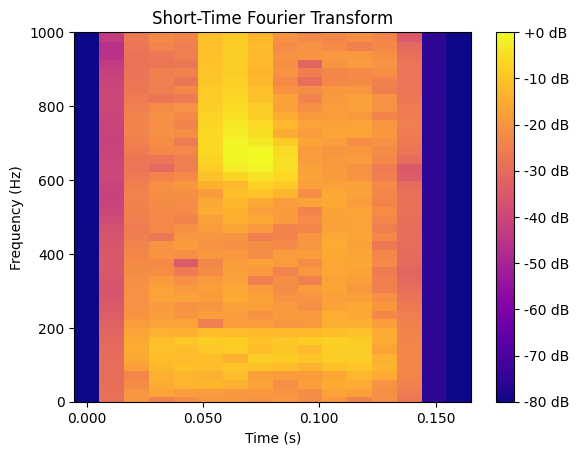 Short-Time Fourier Transform
1000
800
600
400
200
0
Frequency (Hz)
0.000
0.050
0.100
0.150
Time (s)
+0 dB
-10 dB
-20 dB
-30 dB
-40 dB
-50 dB
-60 dB
-70 dB
-80 dB